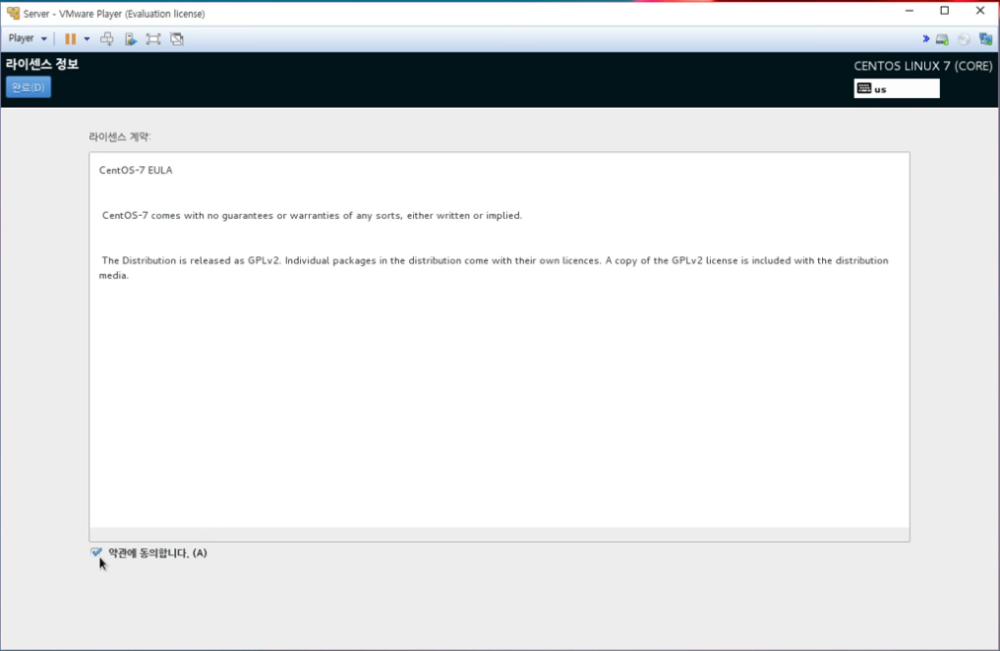 Server - VMware Player (Evaluation license)
Player
라이센스 정보
CENTOS LINUX 7 (CORE)
완료(D)
us
라이센스 계약:
CentOS-7 EULA
CentOS-7 comes with no guarantees or warranties of any sorts, either written or implied.
The Distribution is released as GPLv2. Individual packages in the distribution come with their own licences. A copy of the GPLv2 license is included with the distribution
media.
약관에 동의합니다. (A)